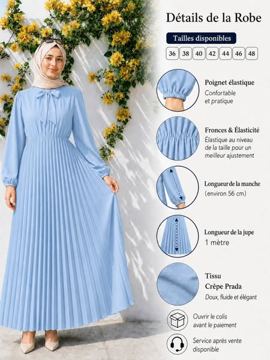 Détails de la Robe
Tailles disponibles
36 38 40 42 44 46 48
Poignet élastique
Confortable
et pratique
Fronces & Élasticité
Élastique au niveau
de la taille pour un
meilleur ajustement
Longueur de la manche
(environ 56 cm)
Longueur de la jupe
1 mètre
Tissu
Crêpe Prada
Doux, fluide et élégant
Ouvrir le colis
avant le paiement
Service après vente
disponible